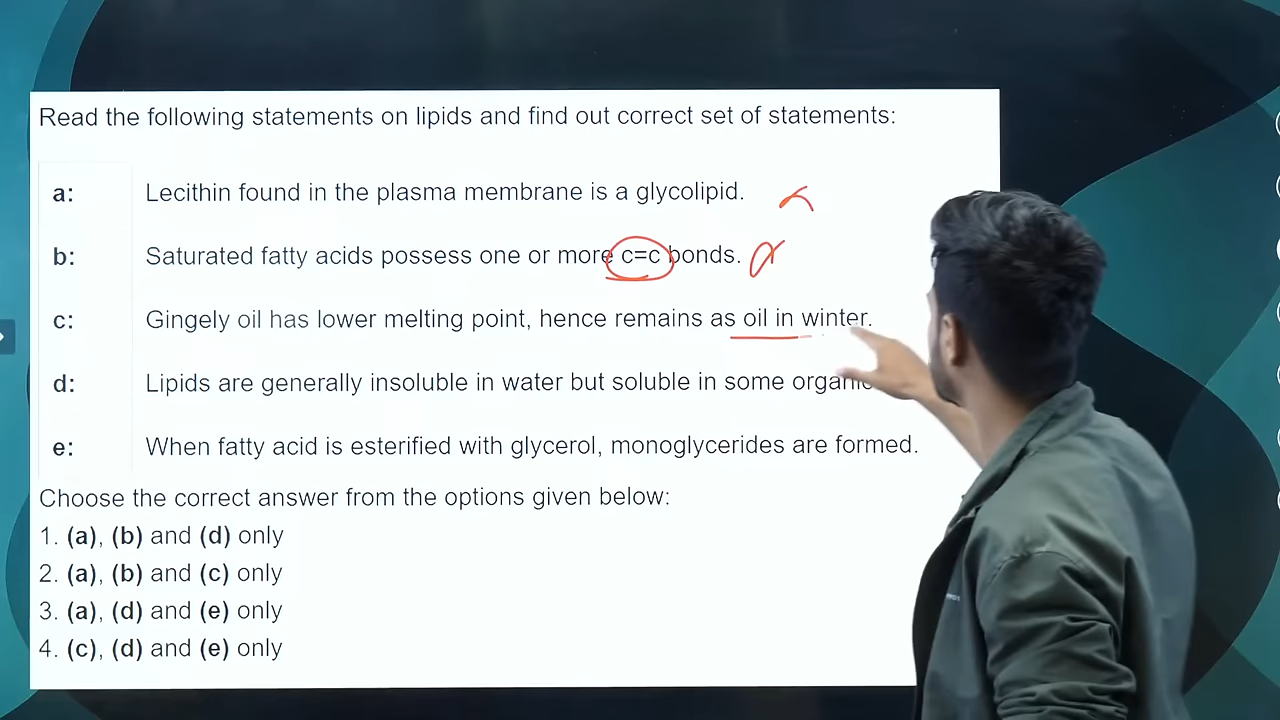 Read the following statements on lipids and find out correct set of statements:
a: Lecithin found in the plasma membrane is a glycolipid.
b: Saturated fatty acids possess one or more c=c bonds.
c: Gingely oil has lower melting point, hence remains as oil in winter.
d: Lipids are generally insoluble in water but soluble in some
e: When fatty acid is esterified with glycerol, monoglycerides are formed.
Choose the correct answer from the options given below:
1. (a), (b) and (d) only
2. (a), (b) and (c) only
3. (a), (d) and (e) only
4. (c), (d) and (e) only